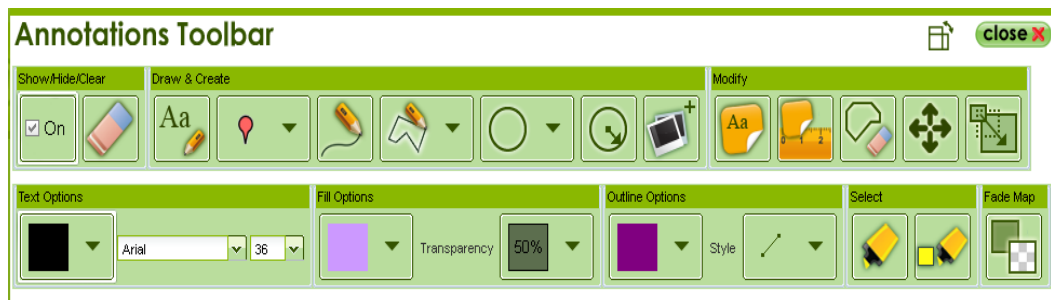 Annotations Toolbar
close
Show/Hide/Clear
Draw & Create
Modify
On
Aa
Aa
0 1 2
Text Options
Fill Options
Outline Options
Select
Fade Map
Arial
36
Transparency
50%
Style